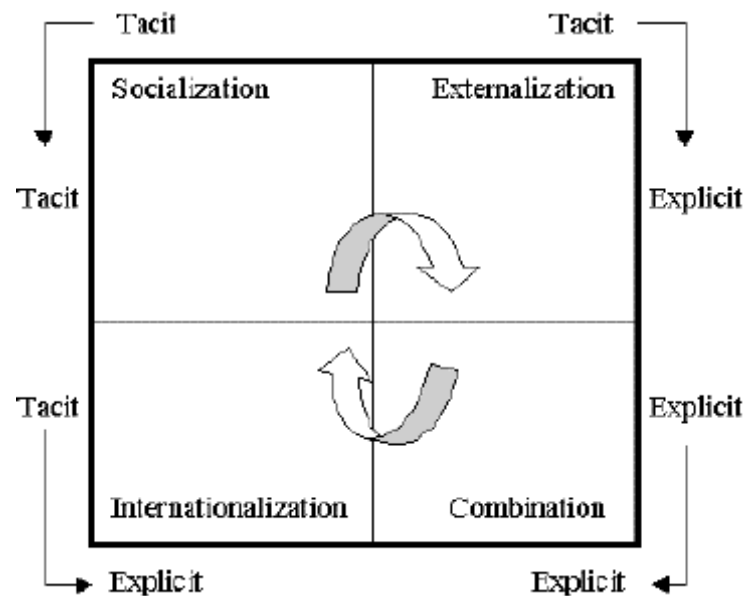 Tacit Tacit
Socialization Externalization
Tacit Explicit
Tacit Explicit
Internationalization Combination
Explicit Explicit